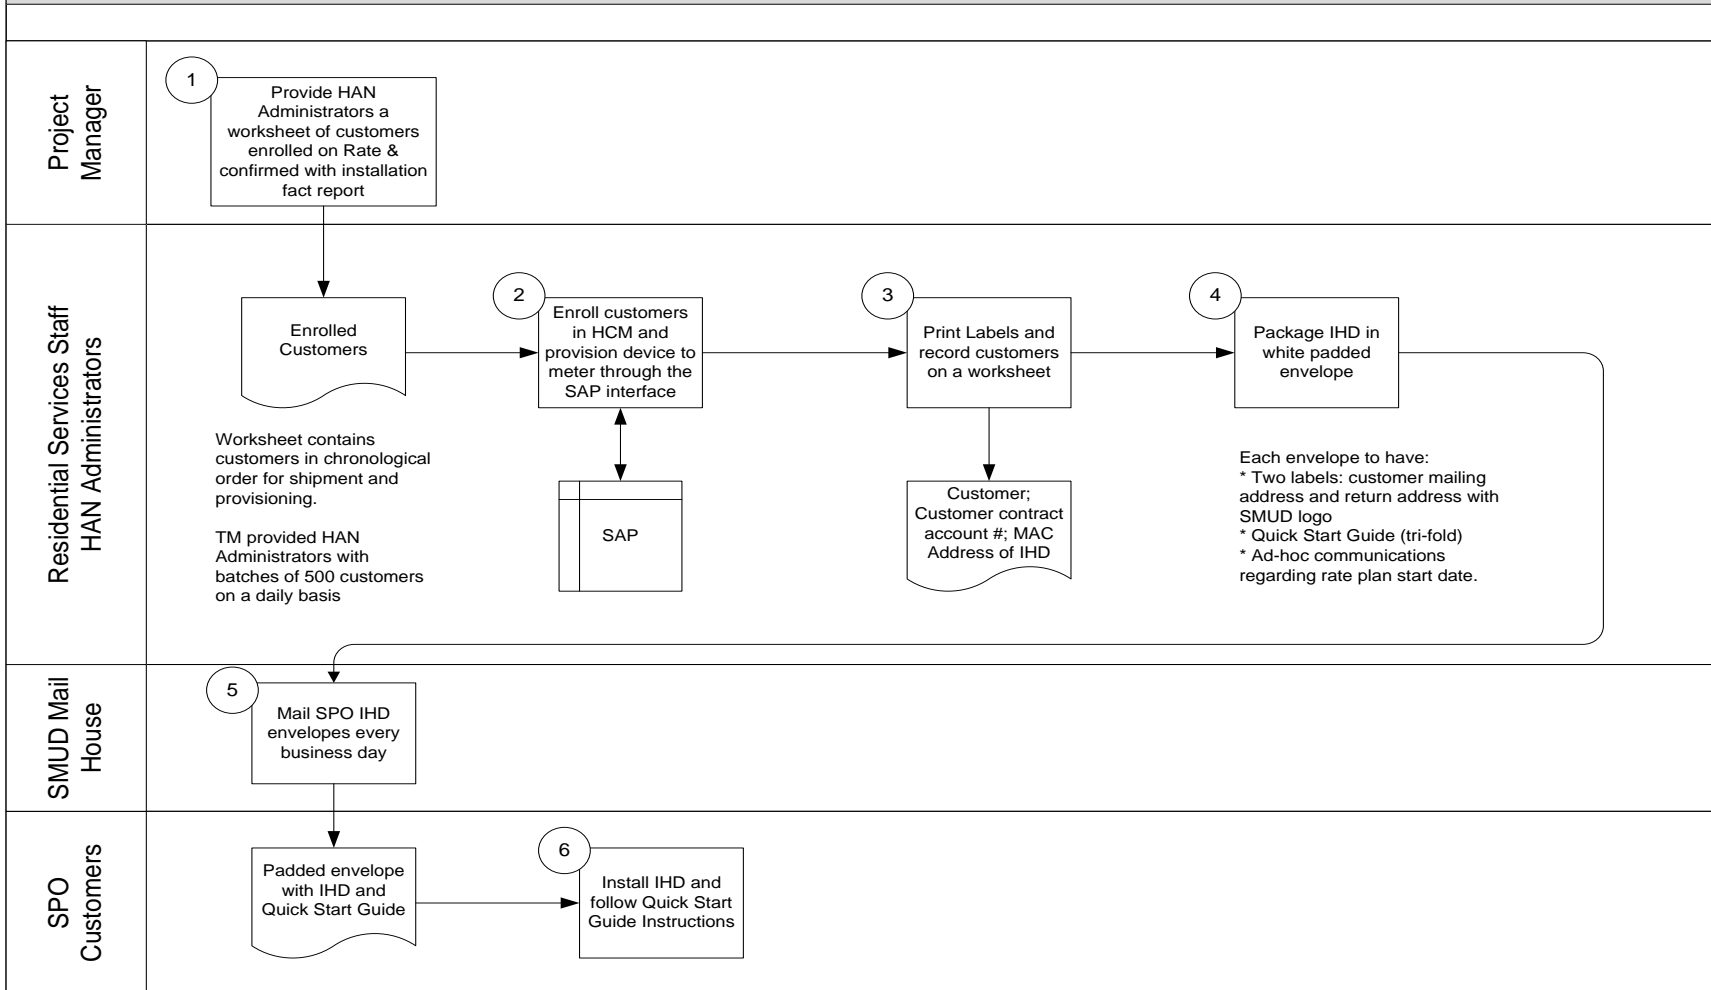 Project
Manager
1
Provide HAN
Administrators a
worksheet of customers
enrolled on Rate &
confirmed with installation
fact report
Residential Services Staff
HAN Administrators
Enrolled
Customers
Worksheet contains
customers in chronological
order for shipment and
provisioning.
TM provided HAN
Administrators with
batches of 500 customers
on a daily basis
2
Enroll customers
in HCM and
provision device to
meter through the
SAP interface
SAP
3
Print Labels and
record customers
on a worksheet
Customer;
Customer contract
account #; MAC
Address of IHD
4
Package IHD in
white padded
envelope
Each envelope to have:
* Two labels: customer mailing
address and return address with
SMUD logo
* Quick Start Guide (tri-fold)
* Ad-hoc communications
regarding rate plan start date.
SMUD Mail
House
5
Mail SPO IHD
envelopes every
business day
SPO
Customers
Padded envelope
with IHD and
Quick Start Guide
6
Install IHD and
follow Quick Start
Guide Instructions